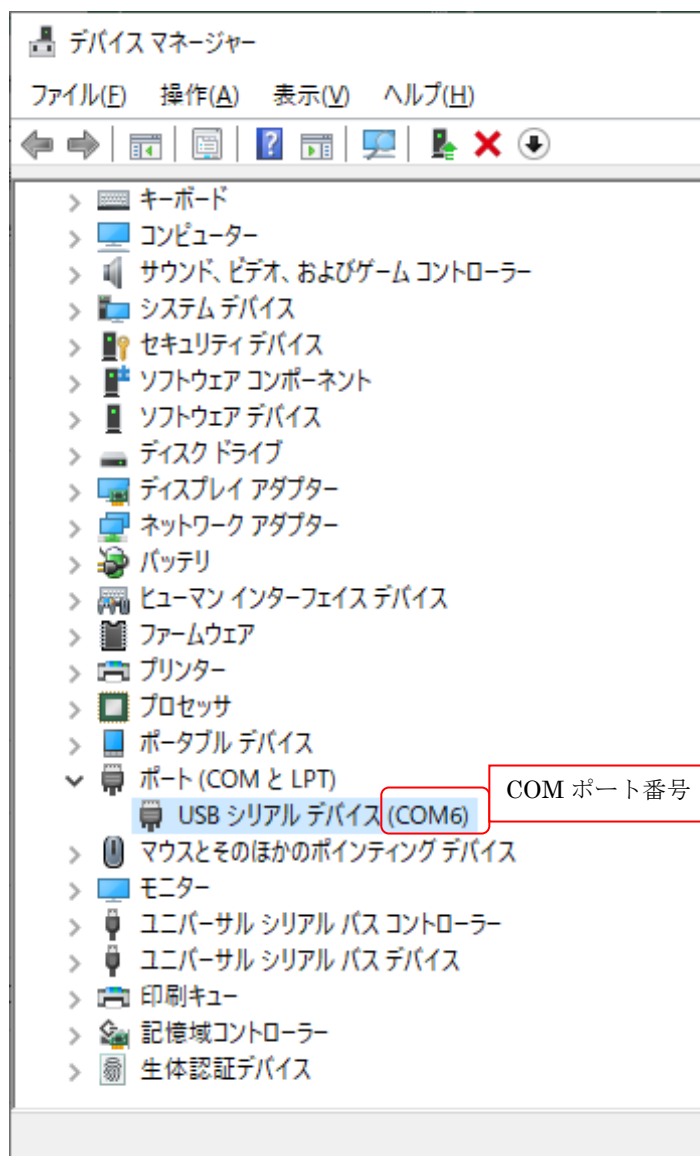 デバイス マネージャー
ファイル(F) 操作(A) 表示(V) ヘルプ(H)
キーボード
コンピューター
サウンド、ビデオ、およびゲーム コントローラー
システム デバイス
セキュリティ デバイス
ソフトウェア コンポーネント
ソフトウェア デバイス
ディスク ドライブ
ディスプレイ アダプター
ネットワーク アダプター
バッテリ
ヒューマン インターフェイス デバイス
ファームウェア
プリンター
プロセッサ
ポータブル デバイス
ポート (COM と LPT)
COM ポート番号
USB シリアル デバイス (COM6)
マウスとそのほかのポインティング デバイス
モニター
ユニバーサル シリアル バス コントローラー
ユニバーサル シリアル バス デバイス
印刷キュー
記憶域コントローラー
生体認証デバイス